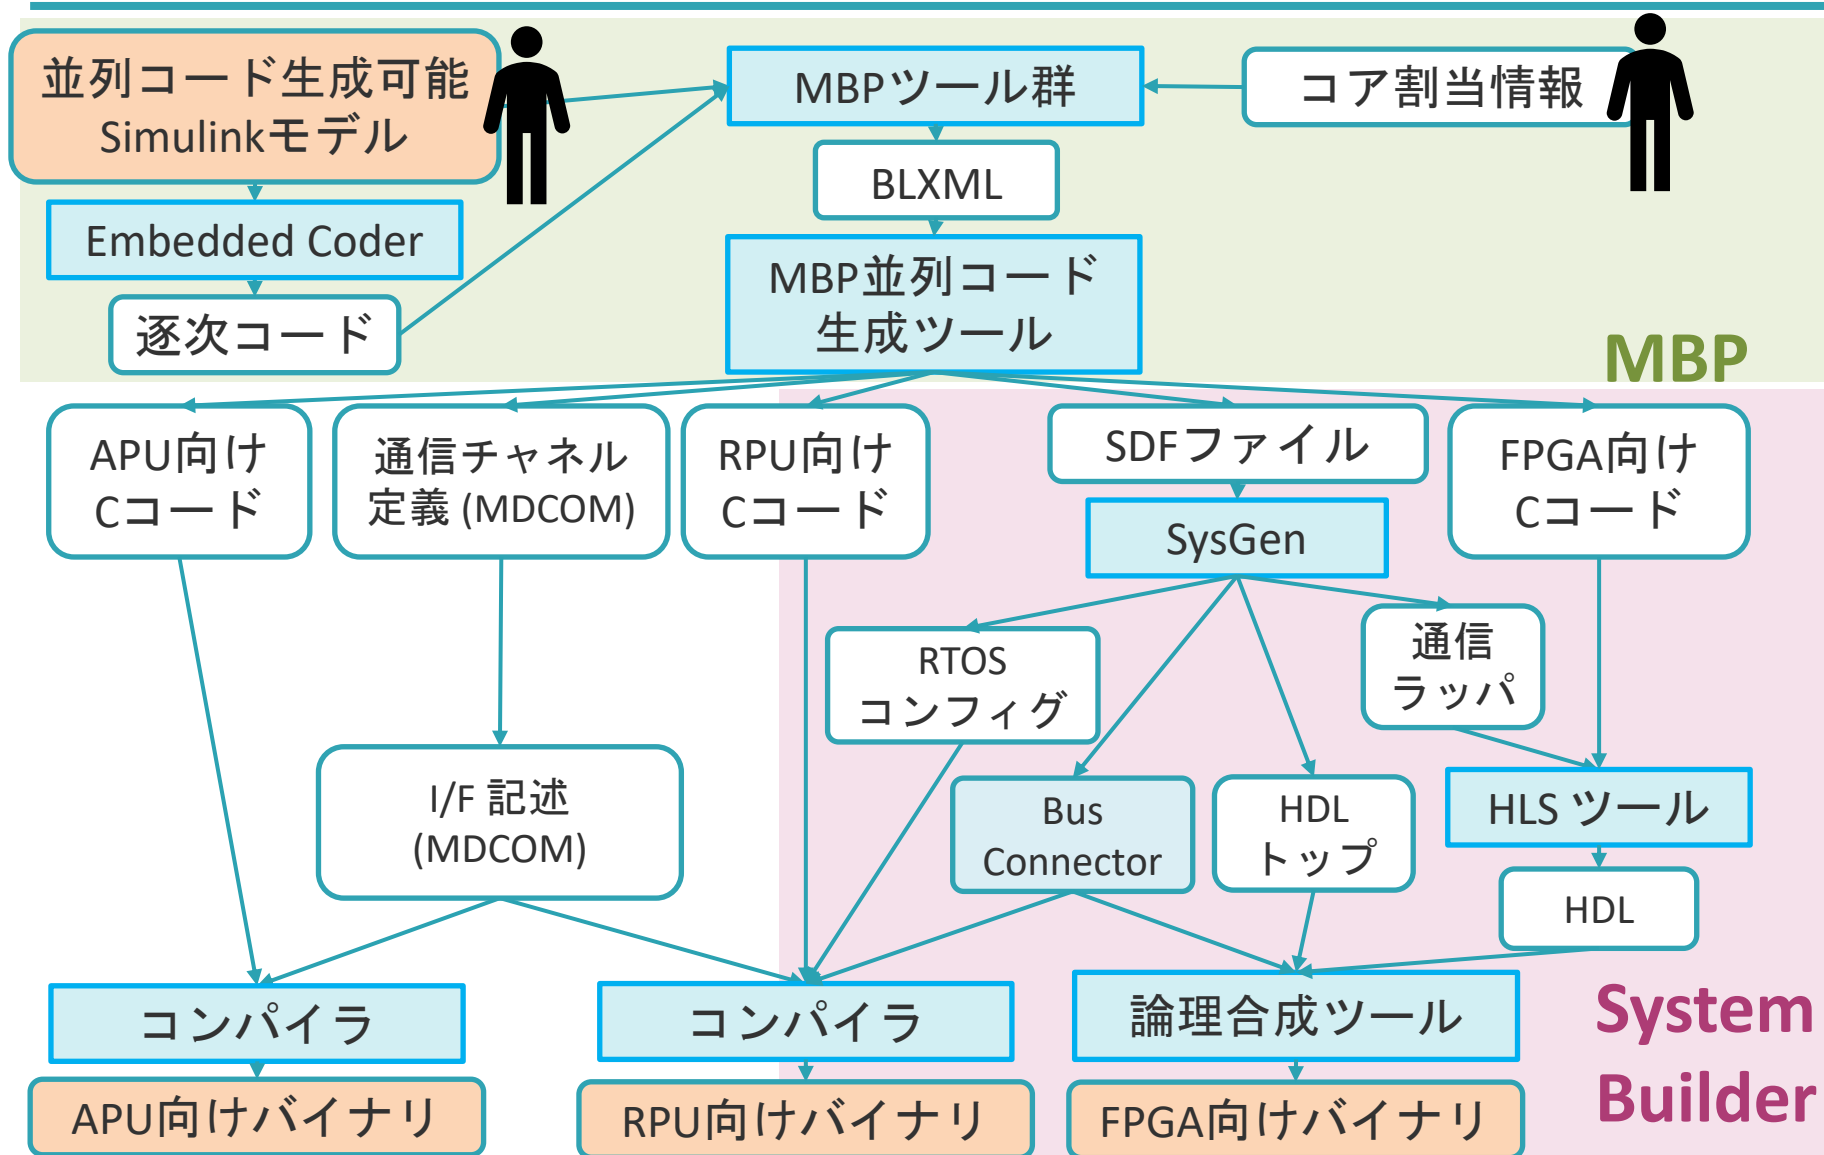 並列コード生成可能
Simulinkモデル
MBPツール群
コア割当情報
BLXML
Embedded Coder
MBP並列コード
生成ツール
逐次コード
MBP
APU向け
Cコード
通信チャネル
定義 (MDCOM)
RPU向け
Cコード
SDFファイル
FPGA向け
Cコード
SysGen
RTOS
コンフィグ
通信
ラッパ
I/F 記述
(MDCOM)
Bus
Connector
HDL
トップ
HLS ツール
HDL
コンパイラ
コンパイラ
論理合成ツール
System
Builder
APU向けバイナリ
RPU向けバイナリ
FPGA向けバイナリ